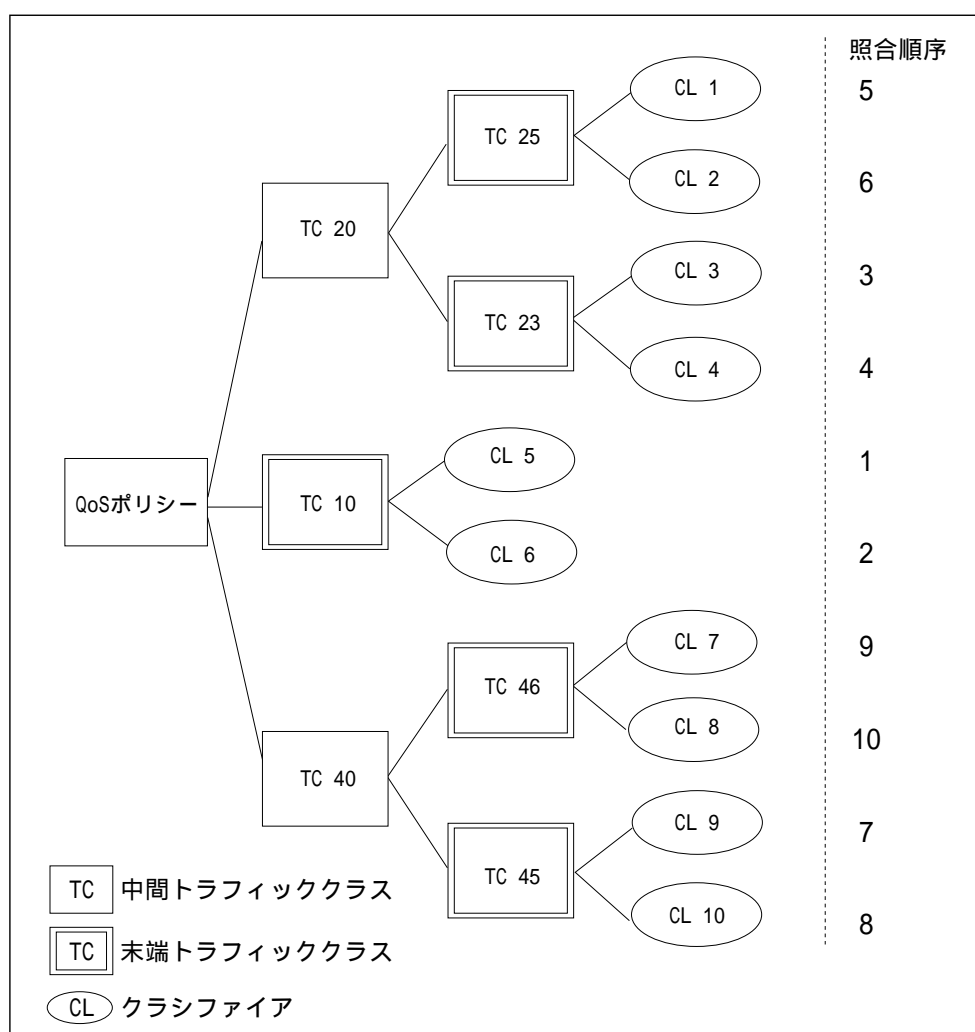 照合順序
CL 1
5
TC 25
CL 2
6
TC 20
CL 3
3
TC 23
CL 4
4
CL 5
1
QoSポリシー
TC 10
CL 6
2
CL 7
9
TC 46
CL 8
10
TC 40
CL 9
7
TC 45
CL 10
8
TC 中間トラフィッククラス
TC 末端トラフィッククラス
CL クラシファイア